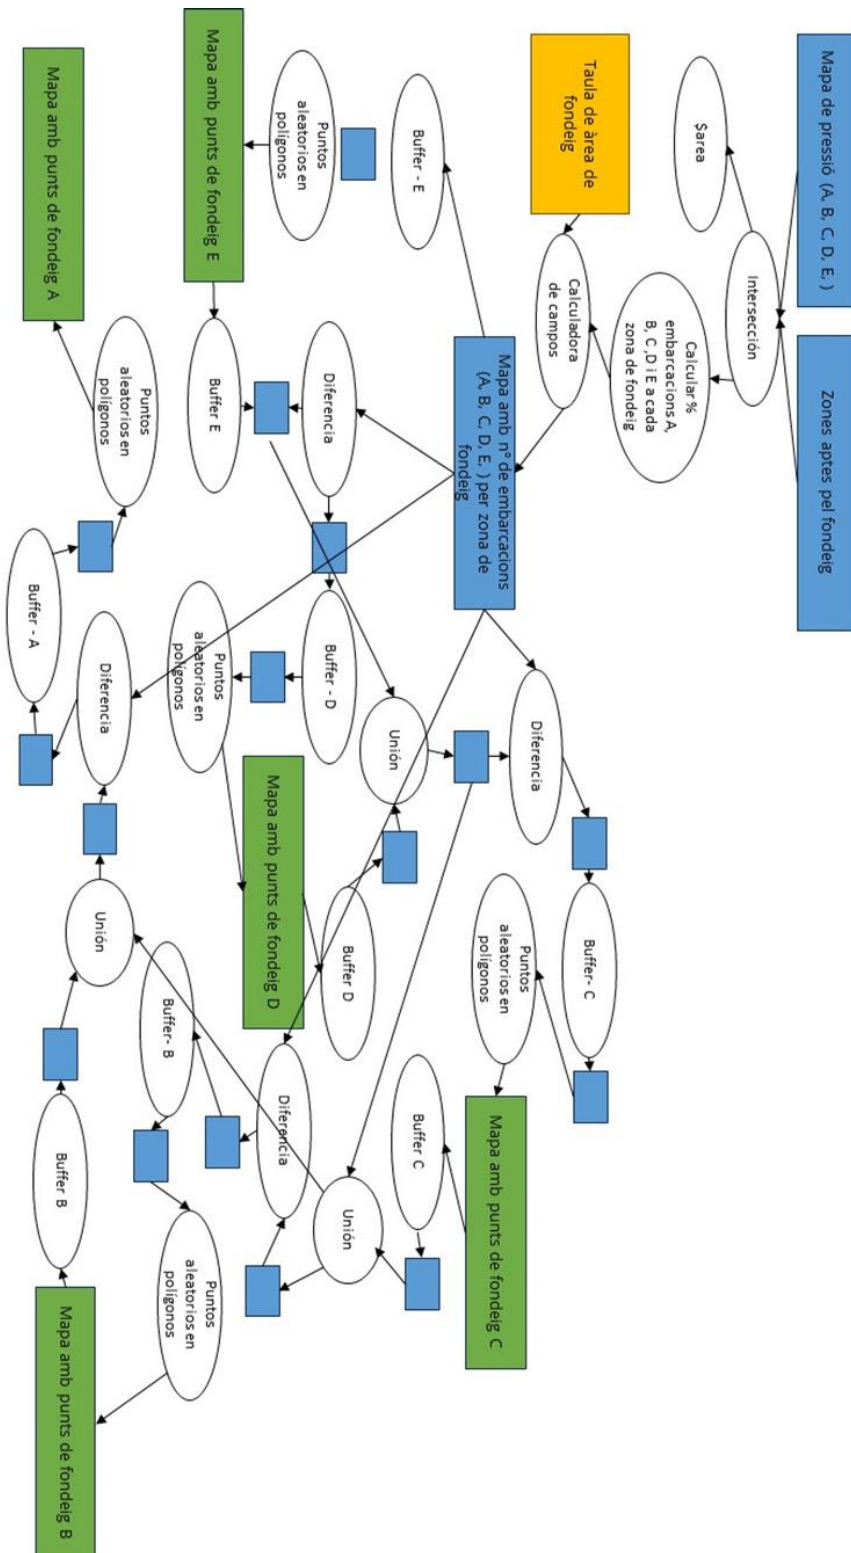 Mapa de pressió (A, B, C, D, E, )
Zones aptes pel fondeig
$area
Intersección
Calcular %
embarcacions A,
B, C ,D i E a cada
zona de fondeig
Taula de àrea de
fondeig
Calculadora
de campos
Mapa amb nº de embarcacions
(A, B, C, D, E, ) per zona de
fondeig
Buffer - E
Puntos
aleatorios en
polígonos
Mapa amb punts de fondeig E
Buffer E
Diferencia
Buffer - D
Puntos
aleatorios en
polígonos
Mapa amb punts de fondeig D
Buffer D
Unión
Diferencia
Buffer- C
Puntos
aleatorios en
polígonos
Mapa amb punts de fondeig C
Buffer C
Unión
Diferencia
Buffer- B
Puntos
aleatorios en
polígonos
Mapa amb punts de fondeig B
Buffer B
Unión
Diferencia
Buffer - A
Puntos
aleatorios en
polígonos
Mapa amb punts de fondeig A